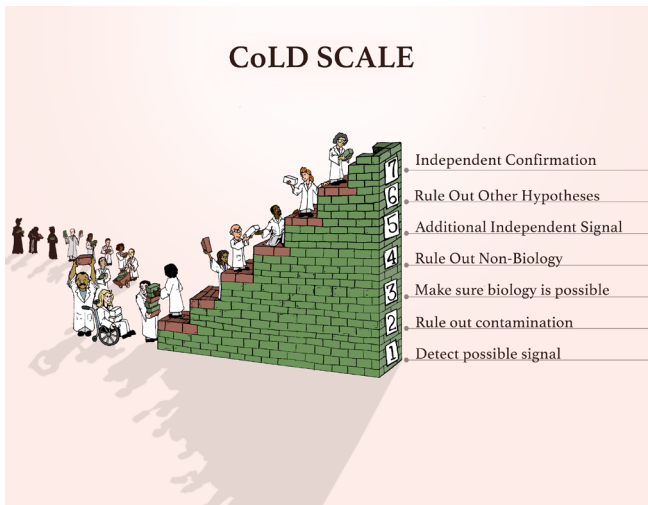 CoLD SCALE
7 Independent Confirmation
6 Rule Out Other Hypotheses
5 Additional Independent Signal
4 Rule Out Non-Biology
3 Make sure biology is possible
2 Rule out contamination
1 Detect possible signal